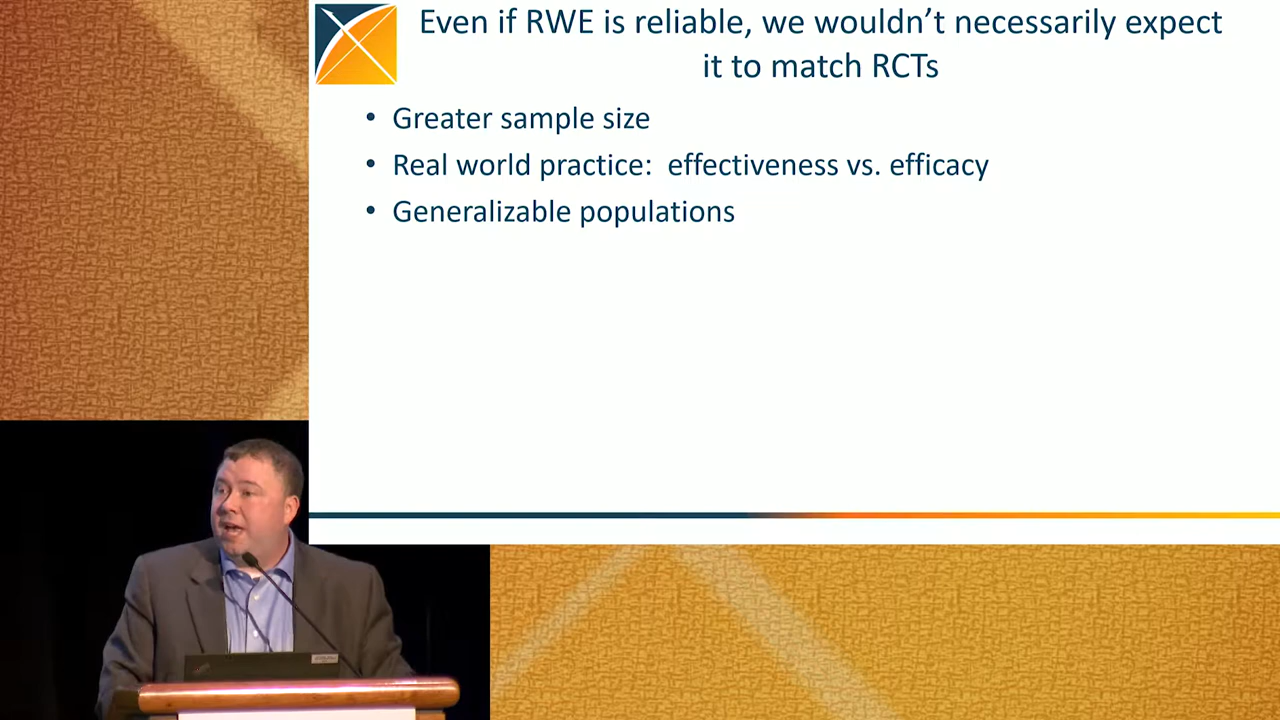 Even if RWE is reliable, we wouldn’t necessarily expect
it to match RCTs
• Greater sample size
• Real world practice:  effectiveness vs. efficacy
• Generalizable populations